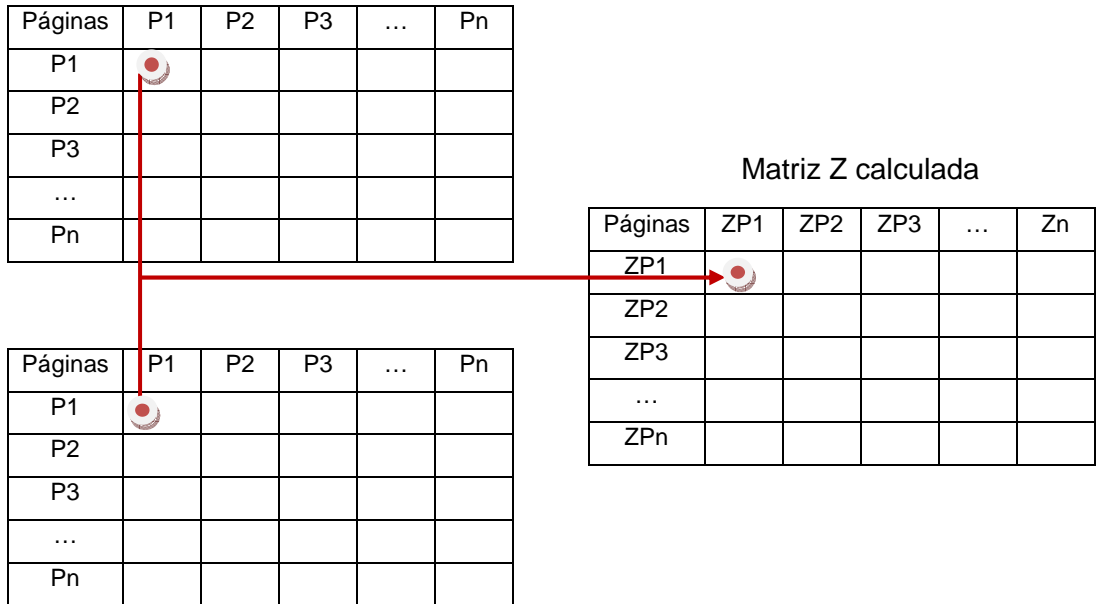 Páginas P1 P2 P3 … Pn
P1
P2
P3
…
Pn
Matriz Z calculada
Páginas ZP1 ZP2 ZP3 … Zn
ZP1
ZP2
ZP3
…
ZPn
Páginas P1 P2 P3 … Pn
P1
P2
P3
…
Pn